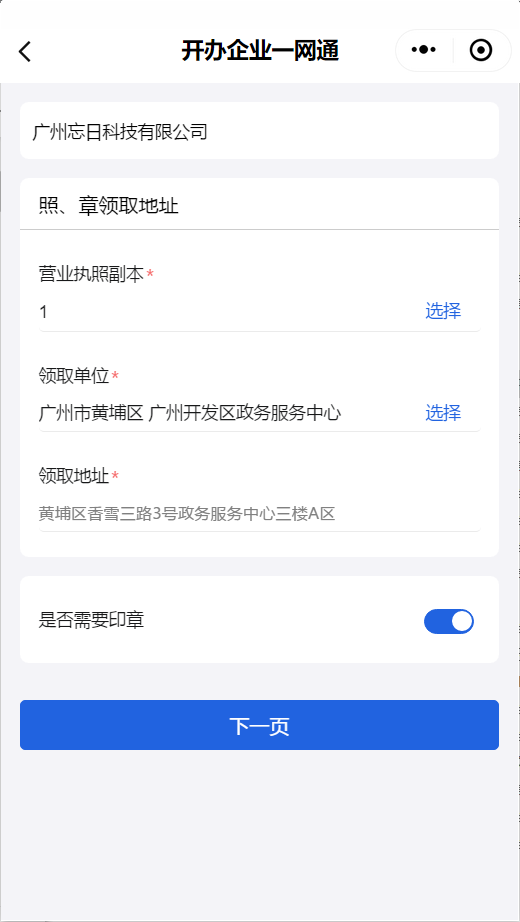 开办企业一网通
广州忘日科技有限公司
照、章领取地址
营业执照副本*
1 选择
领取单位*
广州市黄埔区 广州开发区政务服务中心 选择
领取地址*
黄埔区香雪三路3号政务服务中心三楼A区
是否需要印章
下一页